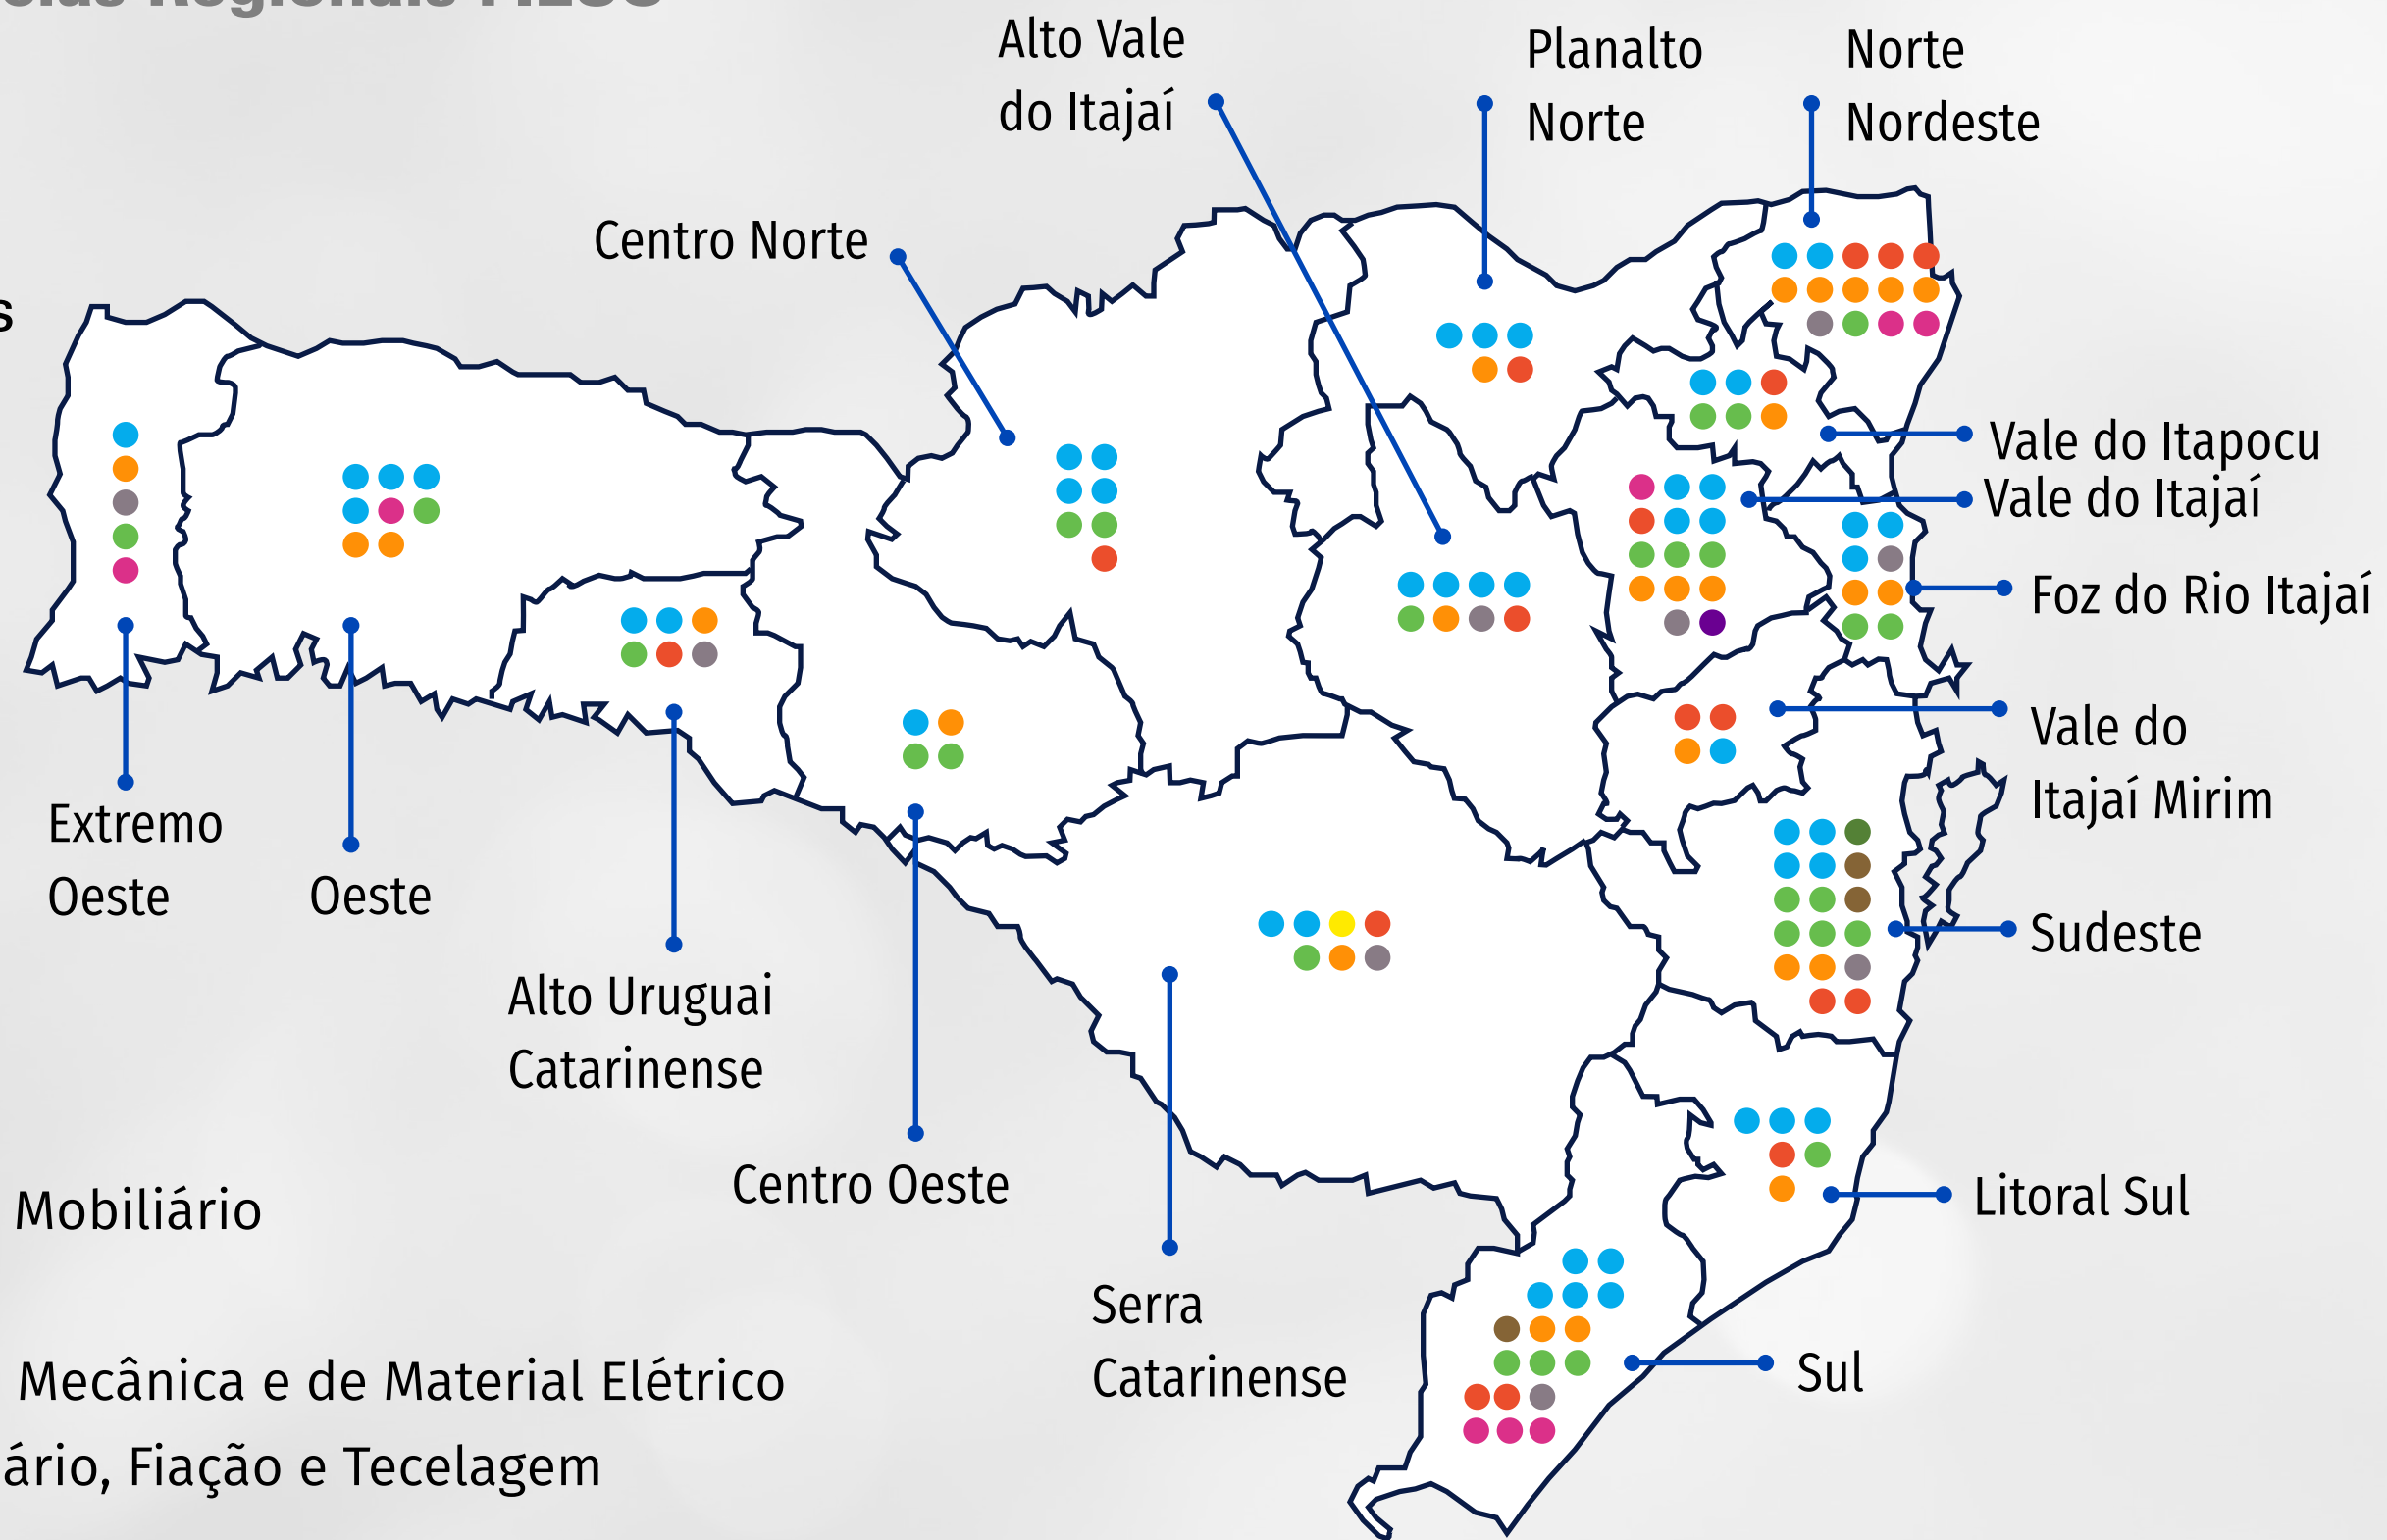 Regionais
Alto Vale
do Itajaí
Planalto
Norte
Norte
Nordeste
Centro Norte
s
Vale do Itapocu
Vale do Itajaí
Foz do Rio Itajaí
Vale do
Itajaí Mirim
Extremo
Oeste
Oeste
Sudeste
Alto Uruguai
Catarinense
Centro Oeste
Mobiliário
Litoral Sul
Serra
Catarinense
Sul
Mecânica e de Material Elétrico
ário, Fiação e Tecelagem